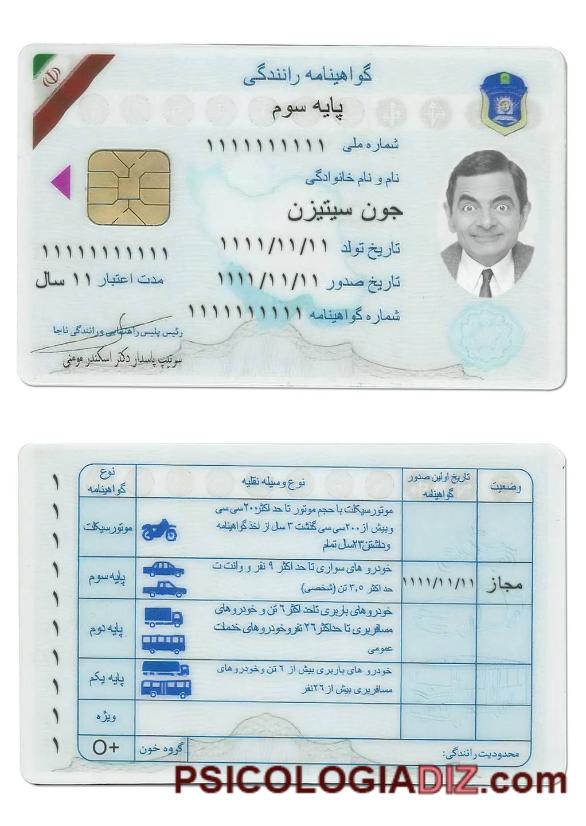 گواهینامه رانندگی
پایه سوم
شماره ملی ۱۱۱۱۱۱۱۱۱۱
نام و نام خانوادگی
جون سیتیزن
تاریخ تولد ۱۱۱۱/۱۱/۱۱
۱۱۱۱۱۱۱۱۱۱۱
تاریخ صدور ۱۱۱۱/۱۱/۱۱
مدت اعتبار ۱۱ سال
شماره گواهینامه ۱۱۱۱۱۱۱۱۱۱
رئیس پلیس راهنمایی و رانندگی ناجا
سرتیپ پاسدار دکتر اسکندر مومنی
وضعیت
تاریخ اولین صدور گواهینامه
نوع وسیله نقلیه
نوع گواهینامه
موتورسیکلت با حجم موتور تا حد اکثر ۲۰۰ سی سی
و بیش از ۲۰۰ سی سی گذشت ۳ سال از اخذ گواهینامه
و داشتن ۲۳ سال تمام
موتورسیکلت
مجاز
۱۱۱۱/۱۱/۱۱
خودرو های سواری تا حد اکثر ۹ نفر و وانت ت
حد اکثر ۳,۵ تن (شخصی)
پایه سوم
خودروهای باربری تاحد اکثر ۶ تن و خودروهای
مسافربری تا حداکثر ۲۶ نفر و خودروهای خدمات
عمومی
پایه دوم
خودرو های باربری بیش از ۶ تن و خودروهای
مسافربری بیش از ۲۶ نفر
پایه یکم
ویژه
محدودیت رانندگی:
گروه خون
O+
۱ ۱ ۱ ۱ ۱ ۱ ۱ ۱ ۱ ۱
PSICOLOGIADIZ.com